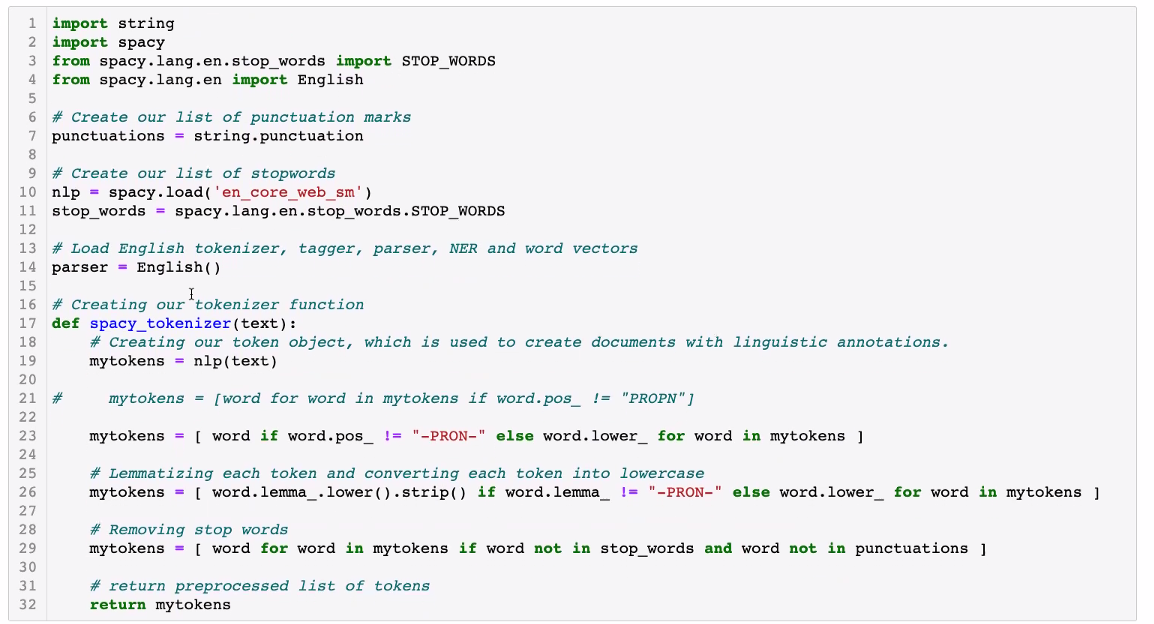 1 import string
2 import spacy
3 from spacy.lang.en.stop_words import STOP_WORDS
4 from spacy.lang.en import English
5
6 # Create our list of punctuation marks
7 punctuations = string.punctuation
8
9 # Create our list of stopwords
10 nlp = spacy.load('en_core_web_sm')
11 stop_words = spacy.lang.en.stop_words.STOP_WORDS
12
13 # Load English tokenizer, tagger, parser, NER and word vectors
14 parser = English()
15
16 # Creating our tokenizer function
17 def spacy_tokenizer(text):
18     # Creating our token object, which is used to create documents with linguistic annotations.
19     mytokens = nlp(text)
20
21 #     mytokens = [word for word in mytokens if word.pos_ != "PROPN"]
22
23     mytokens = [ word if word.pos_ != "-PRON-" else word.lower_ for word in mytokens ]
24
25     # Lemmatizing each token and converting each token into lowercase
26     mytokens = [ word.lemma_.lower().strip() if word.lemma_ != "-PRON-" else word.lower_ for word in mytokens ]
27
28     # Removing stop words
29     mytokens = [ word for word in mytokens if word not in stop_words and word not in punctuations ]
30
31     # return preprocessed list of tokens
32     return mytokens